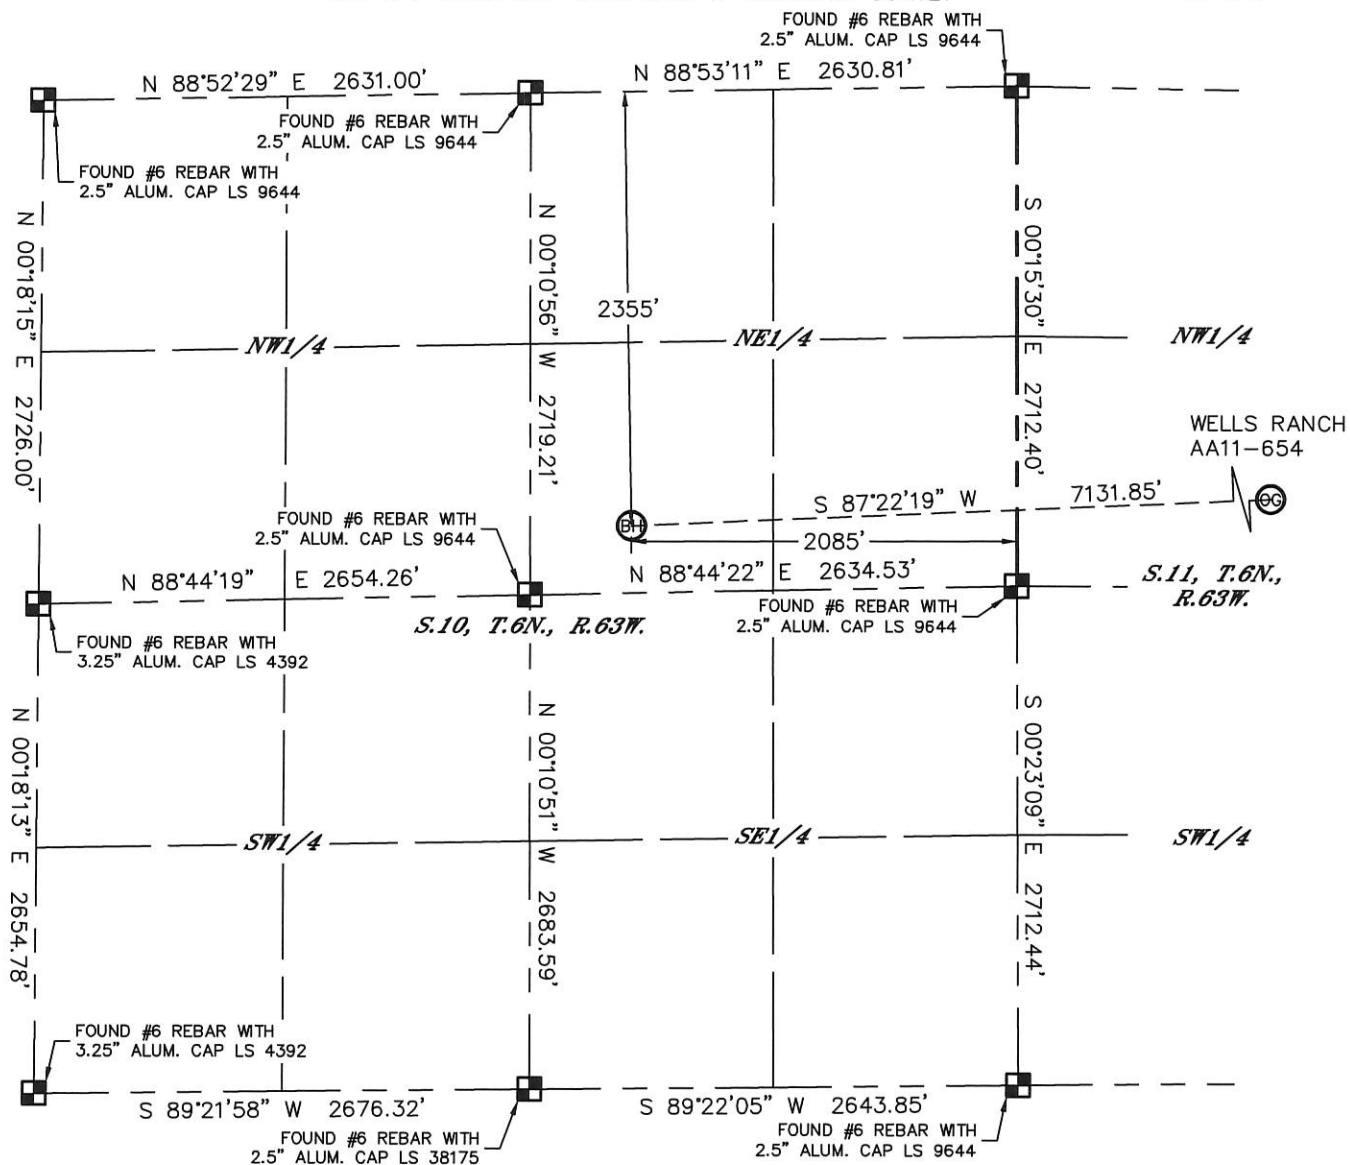 FOUND #6 REBAR WITH
2.5" ALUM. CAP LS 9644
N 88°52'29" E 2631.00'
N 88°53'11" E 2630.81'
FOUND #6 REBAR WITH
2.5" ALUM. CAP LS 9644
FOUND #6 REBAR WITH
2.5" ALUM. CAP LS 9644
N 00°18'15" E 2726.00'
N 00°10'56" W 2719.21'
S 00°15'30" E 2712.40'
2355'
NW1/4
NE1/4
NW1/4
WELLS RANCH
AA11-654
S 87°22'19" W 7131.85'
OG
BH
2085'
FOUND #6 REBAR WITH
2.5" ALUM. CAP LS 9644
N 88°44'19" E 2654.26'
N 88°44'22" E 2634.53'
S.11, T.6N.,
R.63W.
FOUND #6 REBAR WITH
2.5" ALUM. CAP LS 9644
S.10, T.6N., R.63W.
FOUND #6 REBAR WITH
3.25" ALUM. CAP LS 4392
N 00°18'13" E 2654.78'
N 00°10'51" W 2683.59'
S 00°23'09" E 2712.44'
SW1/4
SE1/4
SW1/4
FOUND #6 REBAR WITH
3.25" ALUM. CAP LS 4392
S 89°21'58" W 2676.32'
S 89°22'05" W 2643.85'
FOUND #6 REBAR WITH
2.5" ALUM. CAP LS 38175
FOUND #6 REBAR WITH
2.5" ALUM. CAP LS 9644